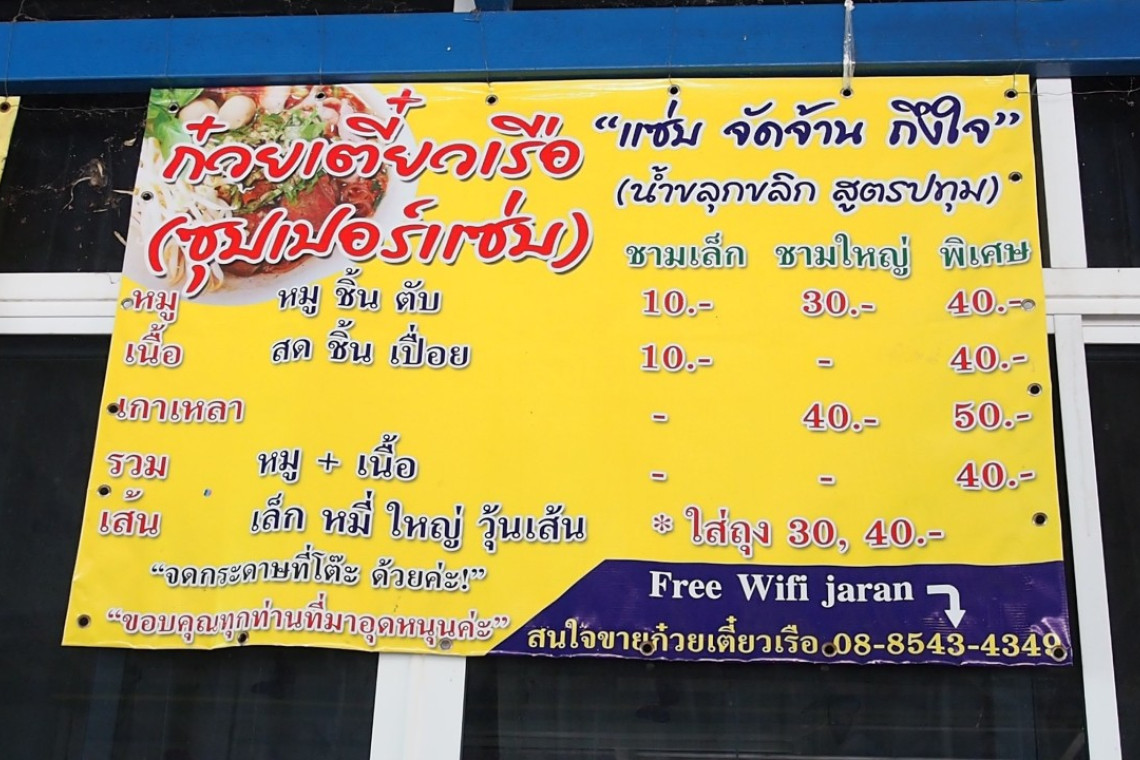 ก๋วยเตี๋ยวเรือ
(ซุปเปอร์แซ่บ)
“แซ่บ จัดจ้าน ถึงใจ”
(น้ำขลุกขลิก สูตรปทุม)
ชามเล็ก ชามใหญ่ พิเศษ
หมู หมู ชิ้น ตับ 10.- 30.- 40.-
เนื้อ สด ชิ้น เปื่อย 10.- - 40.-
เกาเหลา - 40.- 50.-
รวม หมู + เนื้อ - - 40.-
เส้น เล็ก หมี่ ใหญ่ วุ้นเส้น * ใส่ถุง 30, 40.-
“จดกระดาษที่โต๊ะ ด้วยค่ะ!”
“ขอบคุณทุกท่านที่มาอุดหนุนค่ะ”
Free Wifi jaran
สนใจขายก๋วยเตี๋ยวเรือ 08-8543-4349